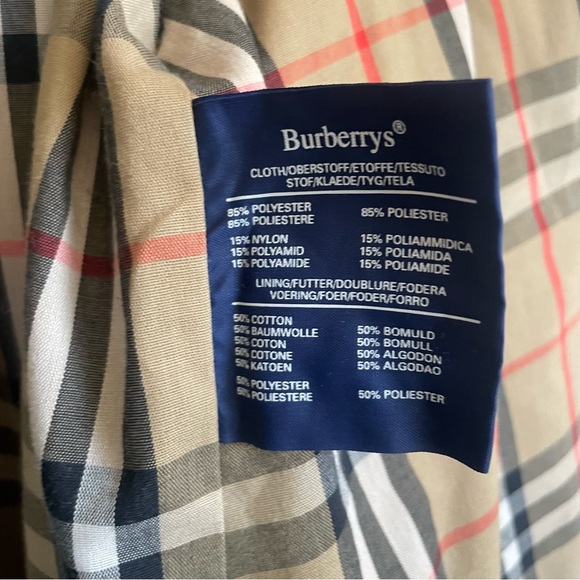 Burberrys®
CLOTH/OBERSTOFF/ETOFFE/TESSUTO
STOF/KLAEDE/TYG/TELA
85% POLYESTER
85% POLIESTERE
85% POLIESTER
15% NYLON
15% POLYAMID
15% POLYAMIDE
15% POLIAMMIDICA
15% POLIAMIDA
15% POLIAMIDE
LINING/FUTTER/DOUBLURE/FODERA
VOERING/FOER/FODER/FORRO
50% COTTON
50% BAUMWOLLE
50% COTON
50% COTONE
50% KATOEN
50% BOMULD
50% BOMULL
50% ALGODON
50% ALGODAO
50% POLYESTER
50% POLIESTERE
50% POLIESTER